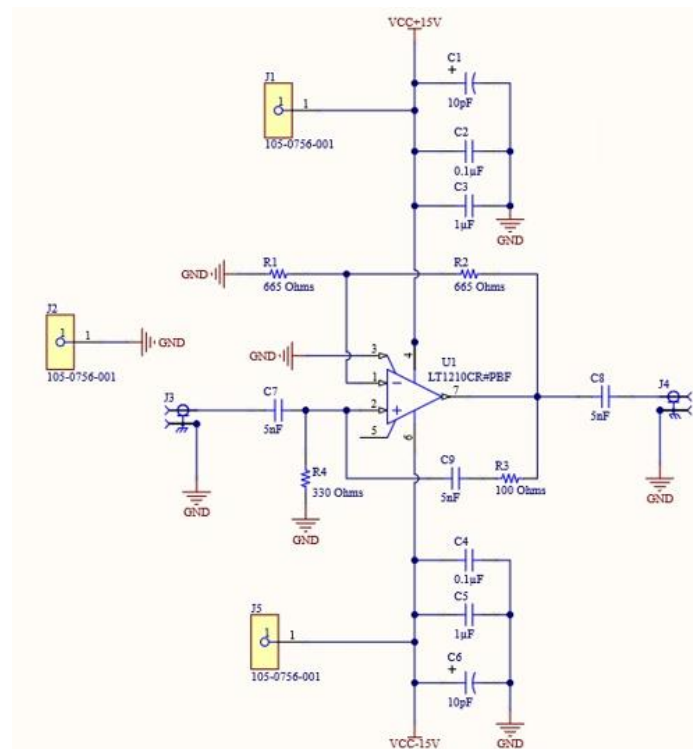 VCC+15V
J1
1
1
105-0756-001
C1
+
10pF
C2
0.1µF
C3
1µF
GND
GND
R1
665 Ohms
R2
665 Ohms
J2
1
1
GND
105-0756-001
GND
3
4
U1
LT1210CR#PBF
1
−
7
2
+
5
6
J3
C7
5nF
R4
330 Ohms
GND
GND
C9
5nF
R3
100 Ohms
C8
5nF
J4
GND
C4
0.1µF
C5
1µF
J5
1
1
105-0756-001
C6
+
10pF
GND
VCC-15V